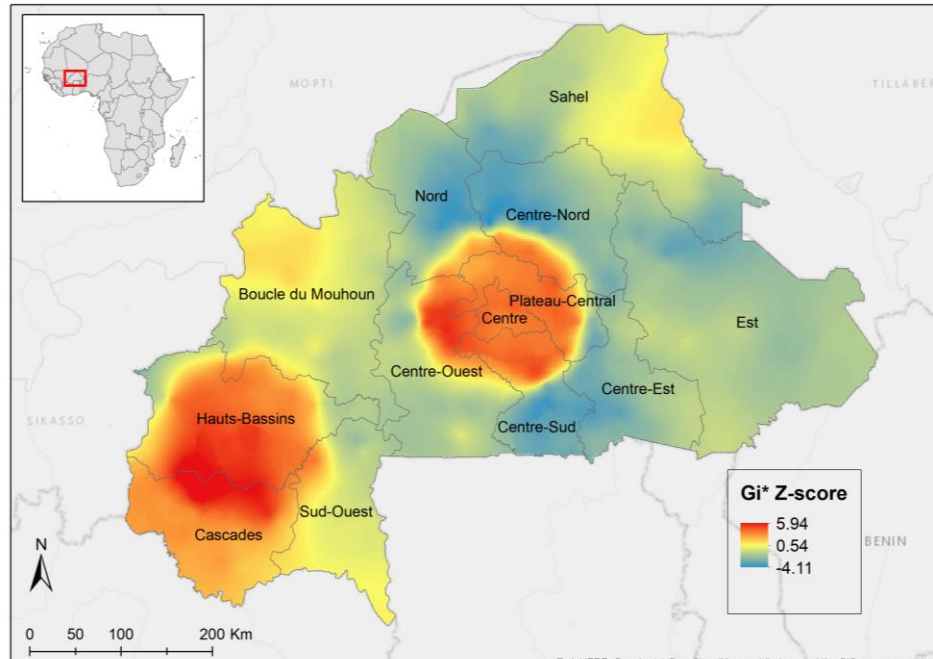 MOPTI
TILLABER
Sahel
Nord
Centre-Nord
Boucle du Mouhoun
Plateau-Central
Centre
Est
Centre-Ouest
Centre-Est
SIKASSO
Hauts-Bassins
Centre-Sud
Sud-Ouest
Cascades
Gi* Z-score
5.94
0.54
-4.11
BENIN
N
0 50 100 200 Km